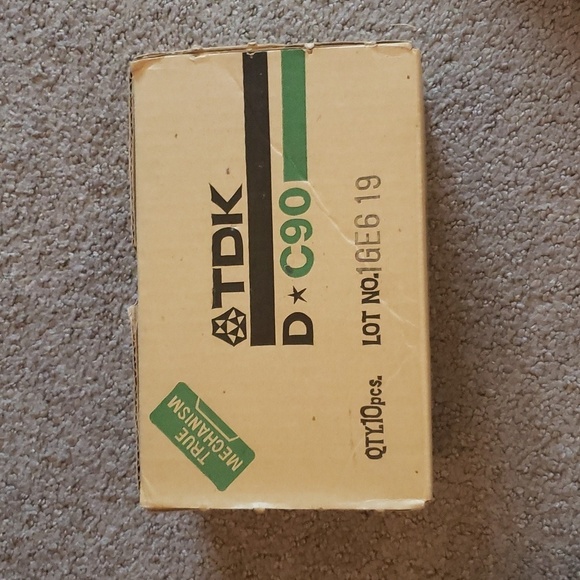 TDK
D★C90
QTY.10pcs. LOT NO.1GE6 19
TRUE
MECHANISM